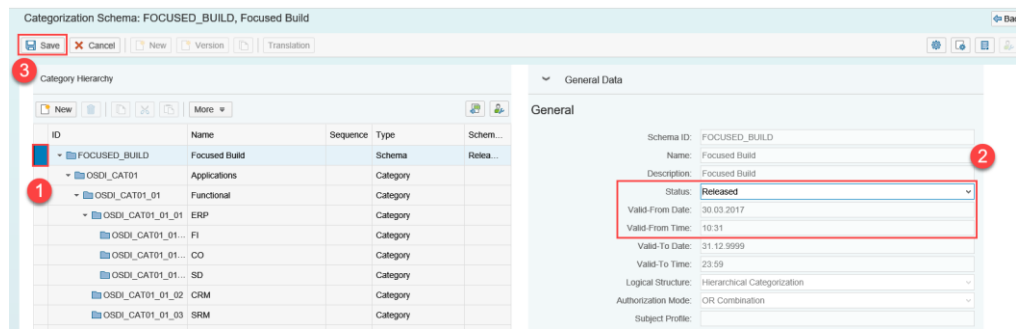 Categorization Schema: FOCUSED_BUILD, Focused Build
Save Cancel New Version Translation
3
Category Hierarchy
New More
ID Name Sequence Type Schem...
FOCUSED_BUILD Focused Build Schema Relea...
1
OSDI_CAT01 Applications Category
OSDI_CAT01_01 Functional Category
OSDI_CAT01_01_01 ERP Category
OSDI_CAT01_01... FI Category
OSDI_CAT01_01... CO Category
OSDI_CAT01_01... SD Category
OSDI_CAT01_01_02 CRM Category
OSDI_CAT01_01_03 SRM Category
General Data
General
Schema ID: FOCUSED_BUILD
2
Name: Focused Build
Description: Focused Build
Status: Released
Valid-From Date: 30.03.2017
Valid-From Time: 10:31
Valid-To Date: 31.12.9999
Valid-To Time: 23:59
Logical Structure: Hierarchical Categorization
Authorization Mode: OR Combination
Subject Profile: